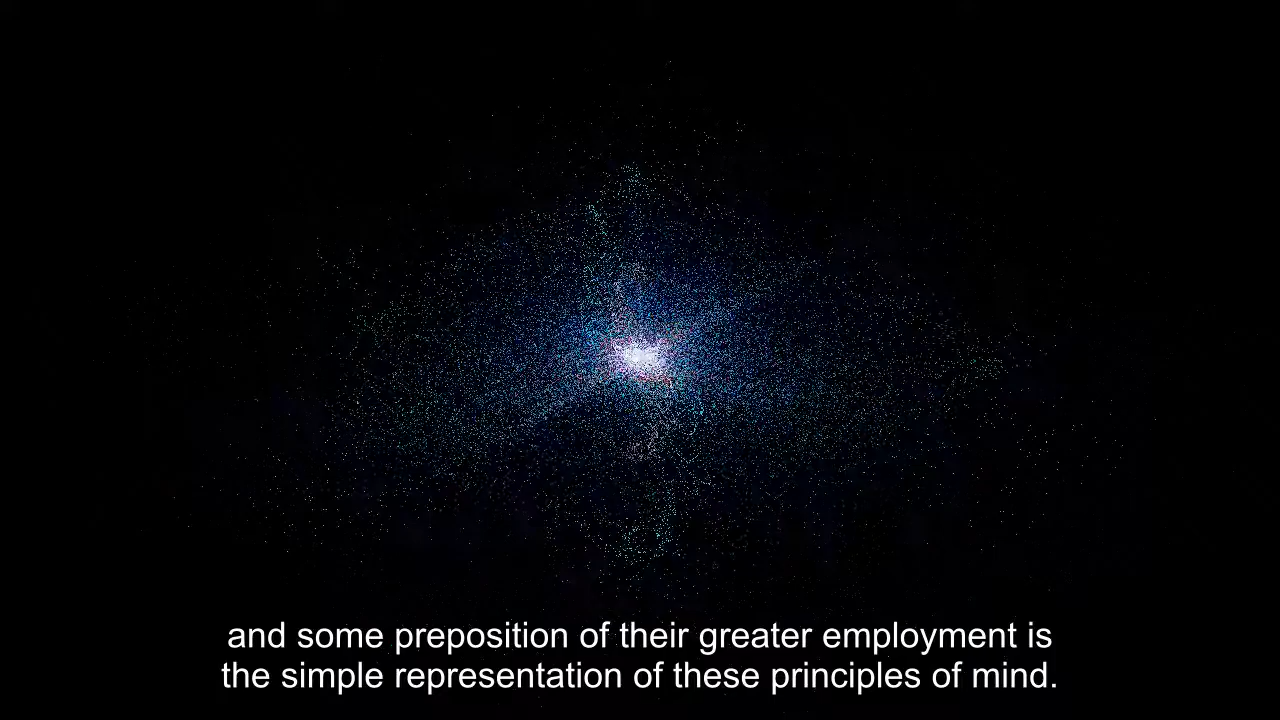 and some preposition of their greater employment is
the simple representation of these principles of mind.